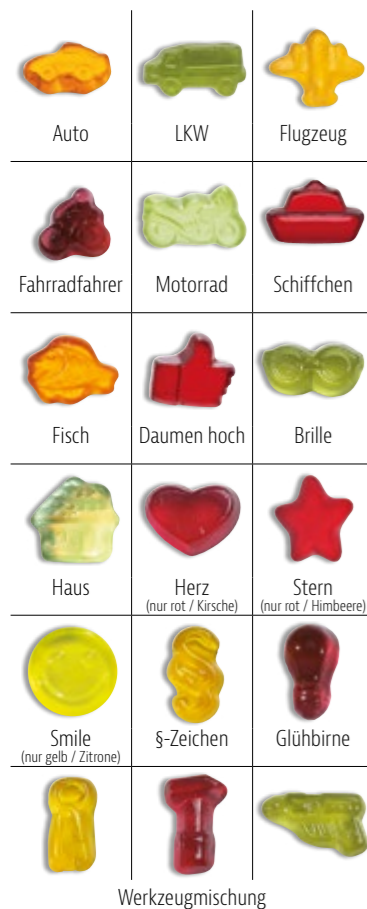 Auto
LKW
Flugzeug
Fahrradfahrer
Motorrad
Schiffchen
Fisch
Daumen hoch
Brille
Haus
Herz
(nur rot / Kirsche)
Stern
(nur rot / Himbeere)
Smile
(nur gelb / Zitrone)
§-Zeichen
Glühbirne
Werkzeugmischung